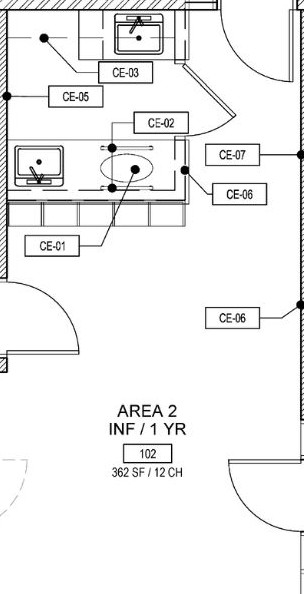 CE-03
CE-05
CE-02
CE-07
CE-06
CE-01
CE-06
AREA 2
INF / 1 YR
102
362 SF / 12 CH